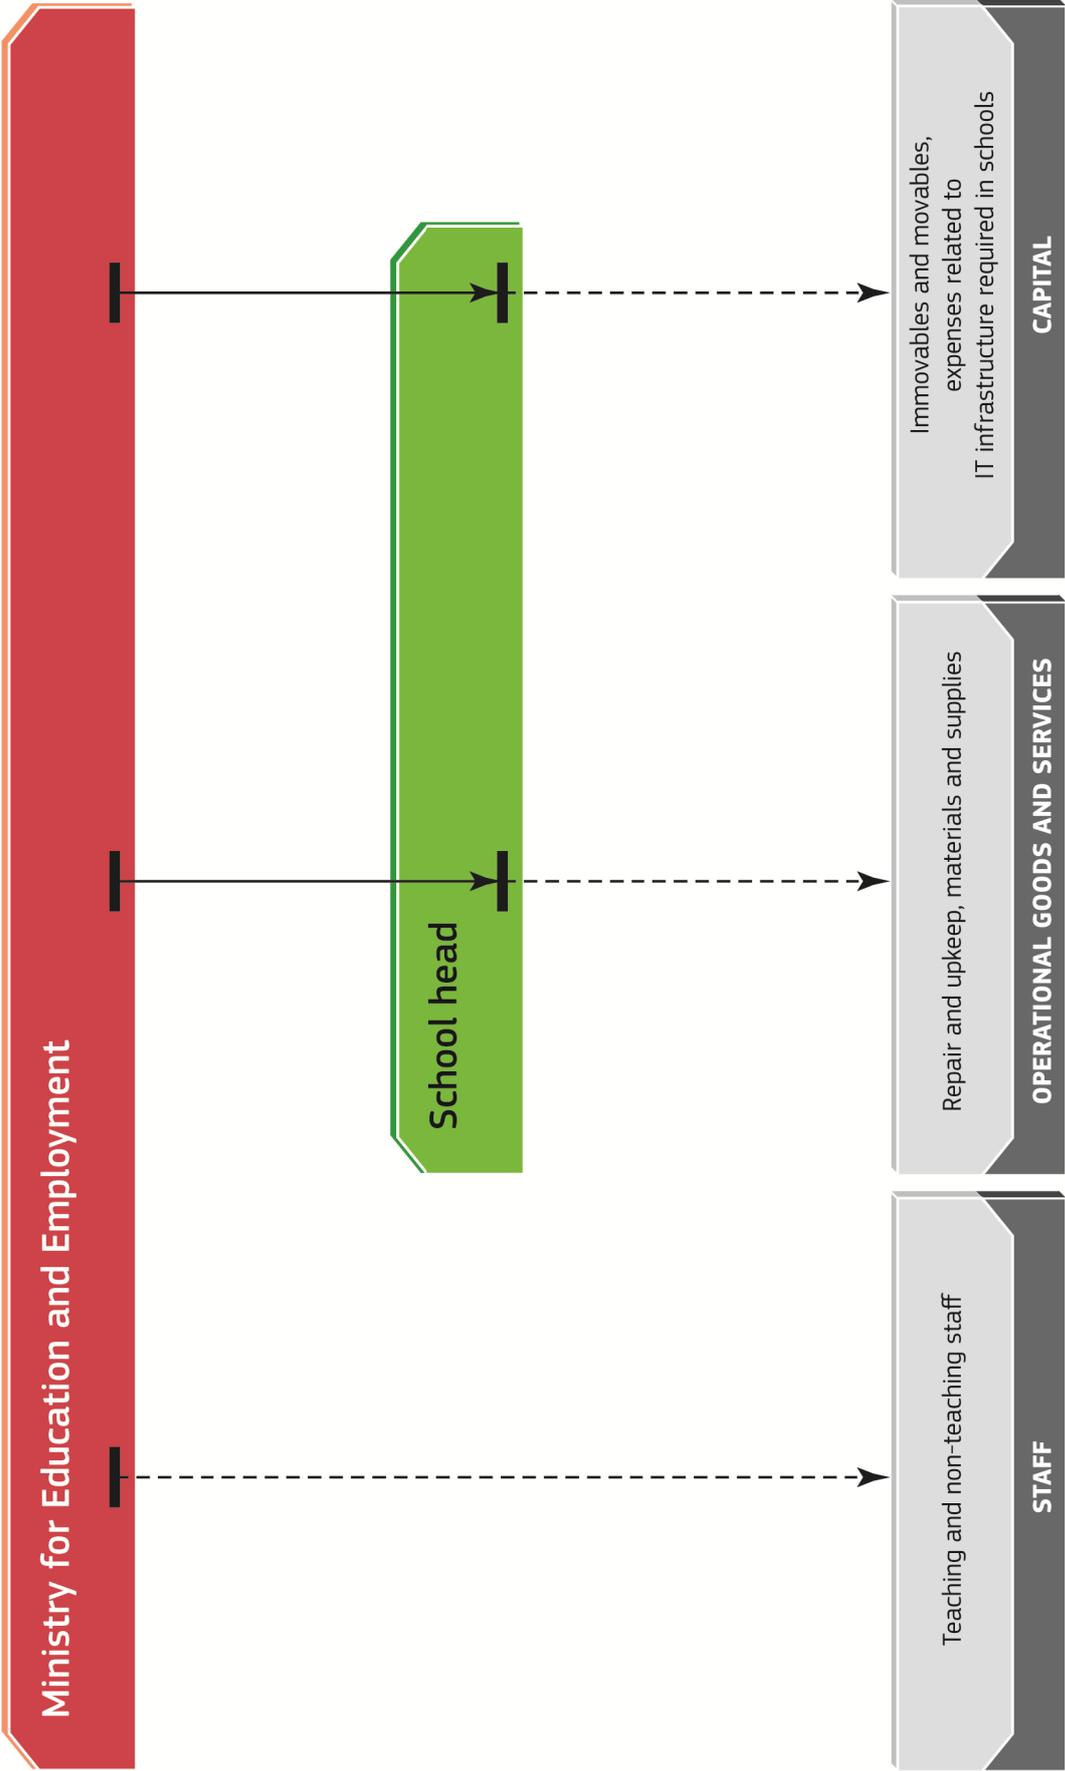 Ministry for Education and Employment
School head
Teaching and non-teaching staff
STAFF
Repair and upkeep, materials and supplies
OPERATIONAL GOODS AND SERVICES
Immovables and movables,
expenses related to
IT infrastructure required in schools
CAPITAL